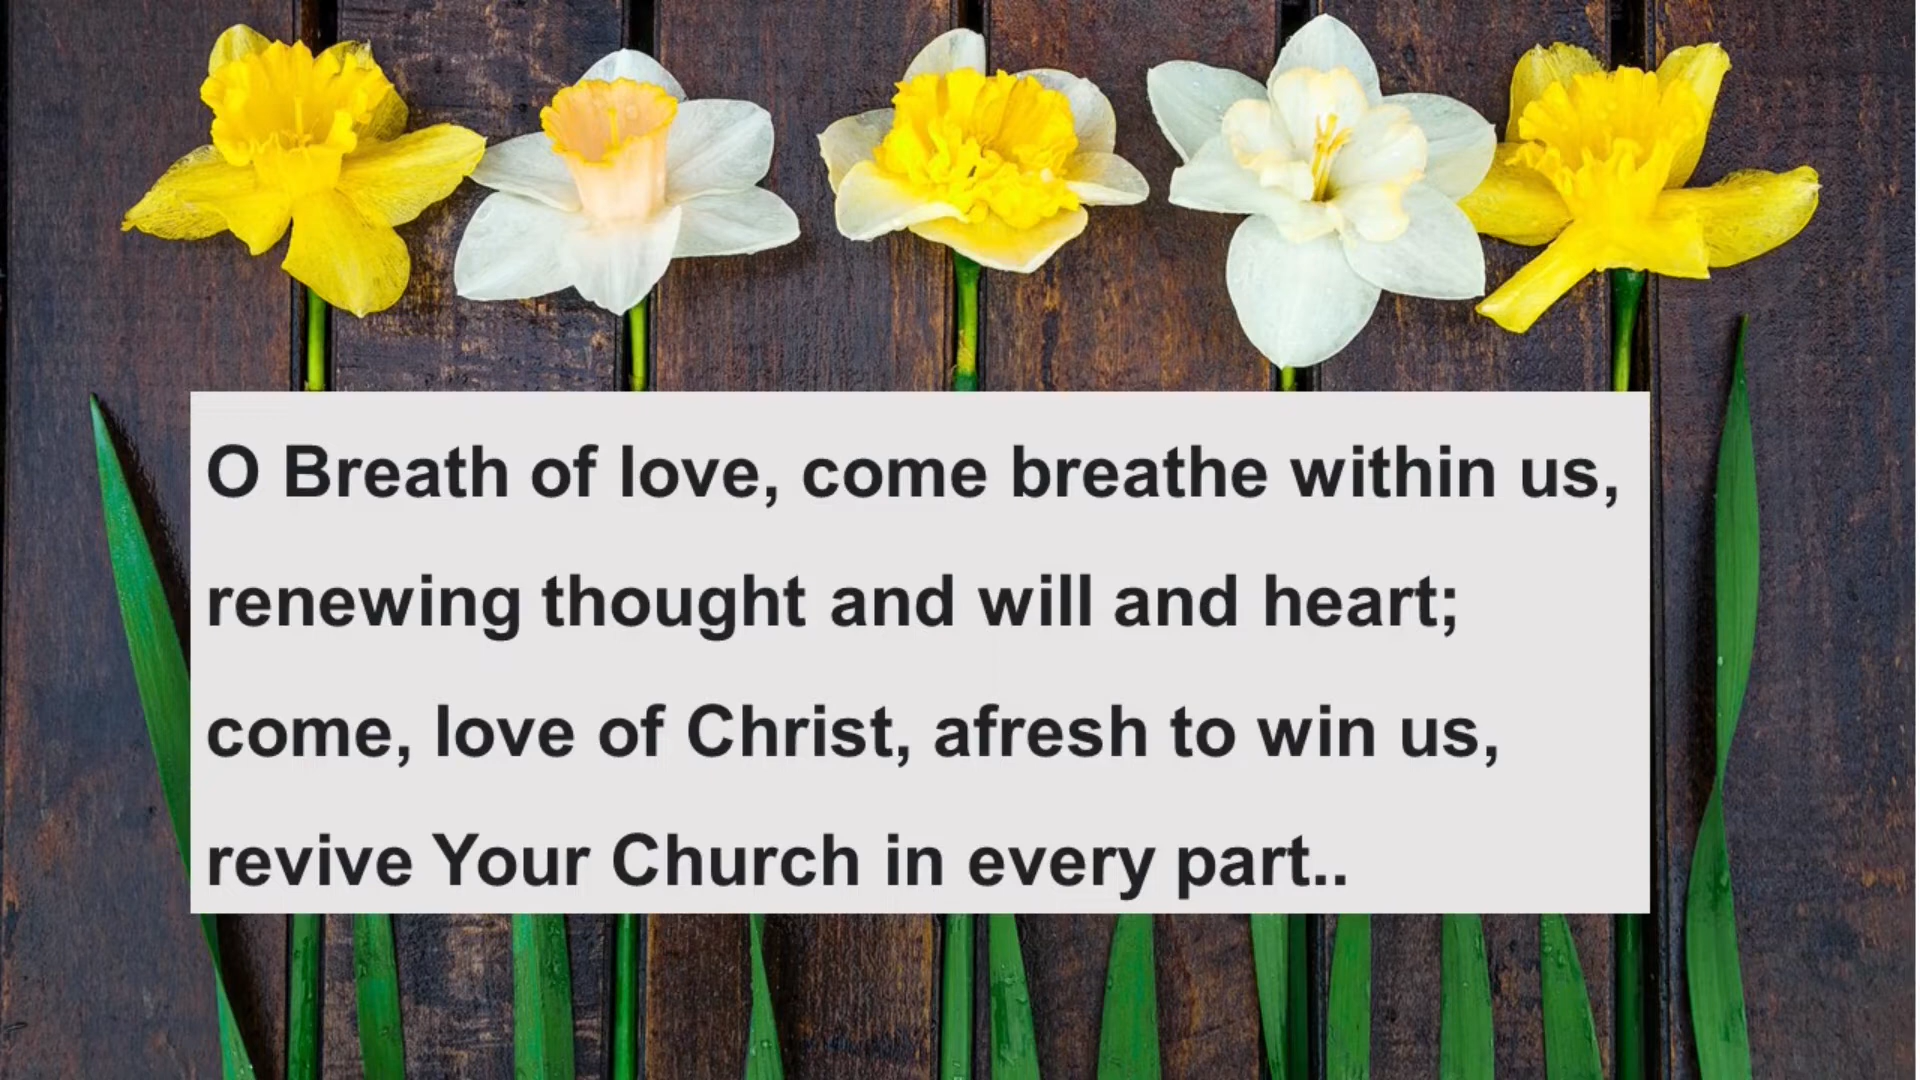 O Breath of love, come breathe within us,
renewing thought and will and heart;
come, love of Christ, afresh to win us,
revive Your Church in every part..